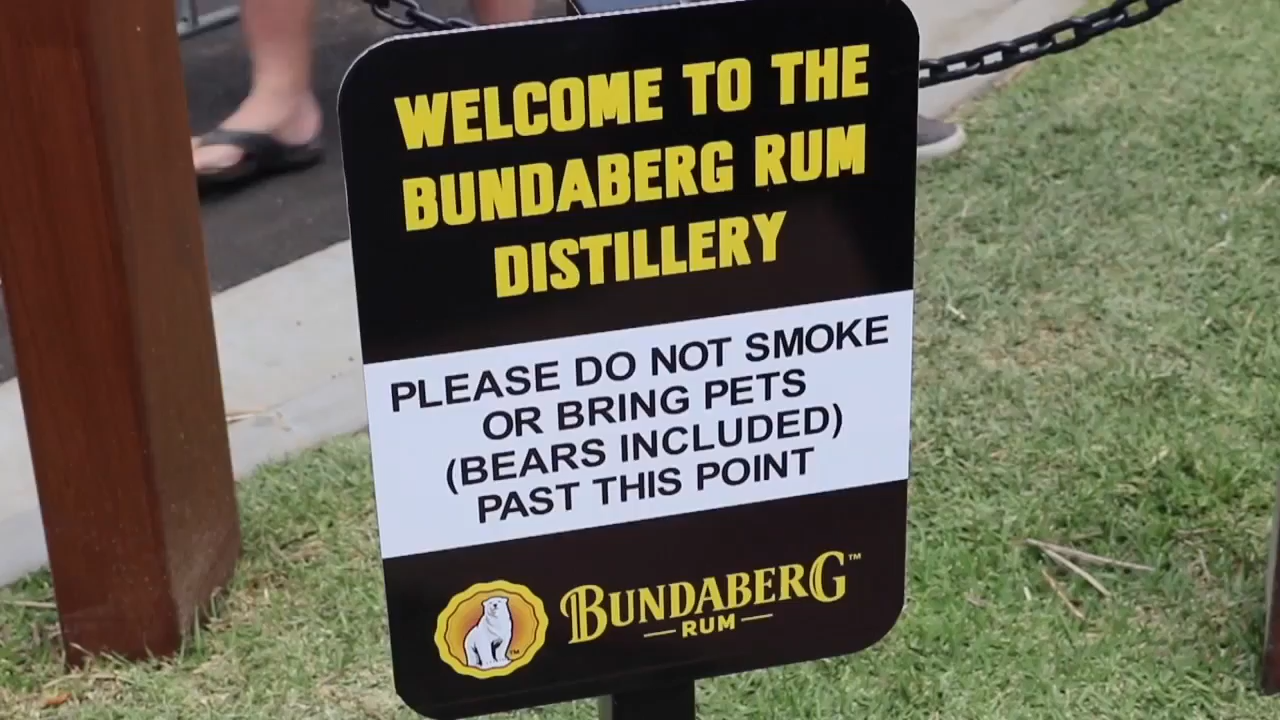 WELCOME TO THE
BUNDABERG RUM
DISTILLERY
PLEASE DO NOT SMOKE
OR BRING PETS
(BEARS INCLUDED)
PAST THIS POINT
BUNDABERG™
RUM
TM